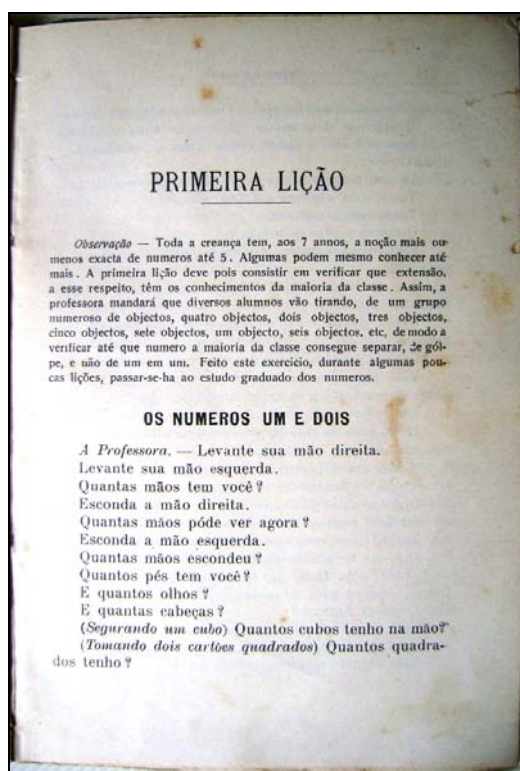 PRIMEIRA LIÇÃO
Observação — Toda a creança tem, aos 7 annos, a noção mais ou
menos exacta de numeros até 5. Algumas podem mesmo conhecer até
mais. A primeira lição deve pois consistir em verificar que extensão,
a esse respeito, têm os conhecimentos da maioria da classe. Assim, a
professora mandará que diversos alumnos vão tirando, de um grupo
numeroso de objectos, quatro objectos, dois objectos, tres objectos,
cinco objectos, sete objectos, um objecto, seis objectos, etc, de modo a
verificar até que numero a maioria da classe consegue separar, de gól-
pe, e não de um em um. Feito este exercicio, durante algumas pou-
cas lições, passar-se-ha ao estudo graduado dos numeros.
OS NUMEROS UM E DOIS
A Professora. — Levante sua mão direita.
Levante sua mão esquerda.
Quantas mãos tem você?
Esconda a mão direita.
Quantas mãos póde ver agora?
Esconda a mão esquerda.
Quantas mãos escondeu?
Quantos pés tem você?
E quantos olhos?
E quantas cabeças?
(Segurando um cubo) Quantos cubos tenho na mão?
(Tomando dois cartões quadrados) Quantos quadra-
dos tenho?